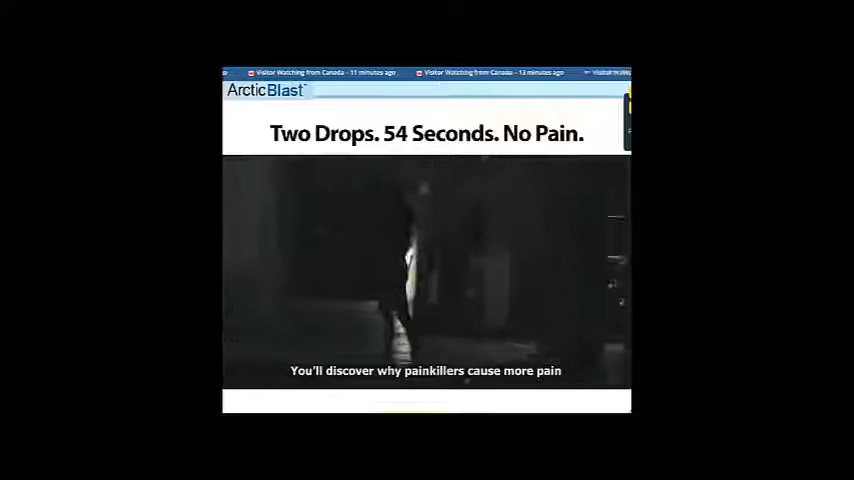 Visitor Watching from Canada - 11 minutes ago Visitor Watching from Canada - 13 minutes ago
ArcticBlast™
Two Drops. 54 Seconds. No Pain.
You'll discover why painkillers cause more pain